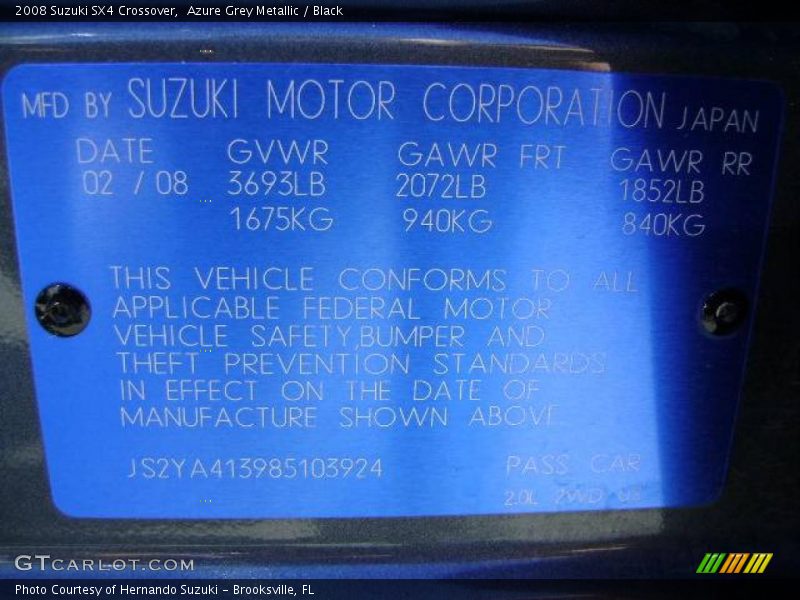 2008 Suzuki SX4 Crossover, Azure Grey Metallic / Black
MFD BY SUZUKI MOTOR CORPORATION JAPAN
DATE GVWR GAWR FRT GAWR RR
02 / 08 3693LB 2072LB 1852LB
1675KG 940KG 840KG
THIS VEHICLE CONFORMS TO ALL
APPLICABLE FEDERAL MOTOR
VEHICLE SAFETY,BUMPER AND
THEFT PREVENTION STANDARDS
IN EFFECT ON THE DATE OF
MANUFACTURE SHOWN ABOVE
JS2YA413985103924 PASS CAR
2.0L 2WD
GTCARLOT.COM
Photo Courtesy of Hernando Suzuki - Brooksville, FL